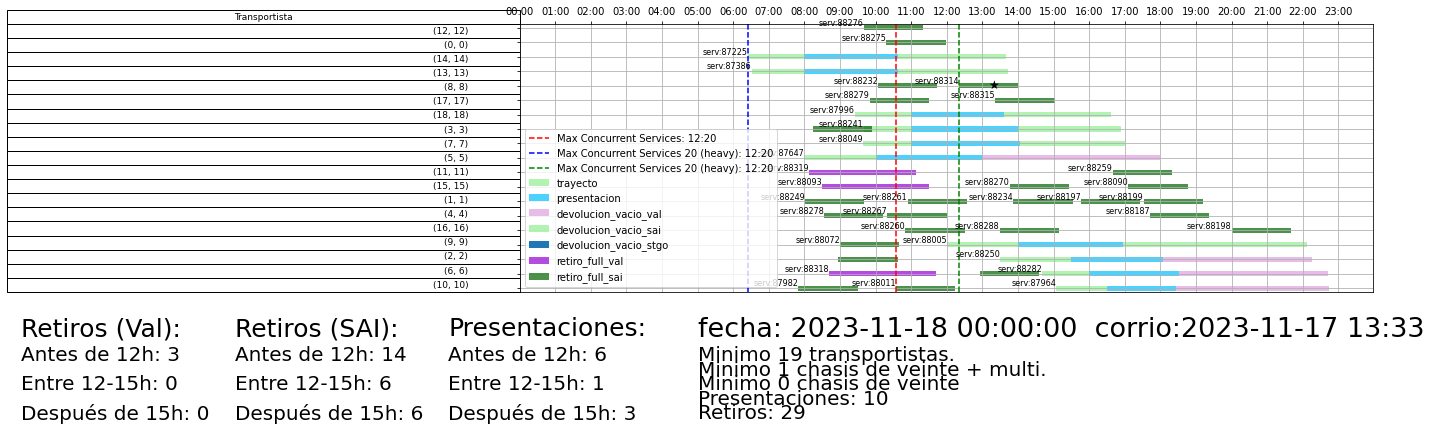 Transportista
00:00 01:00 02:00 03:00 04:00 05:00 06:00 07:00 08:00 09:00 10:00 11:00 12:00 13:00 14:00 15:00 16:00 17:00 18:00 19:00 20:00 21:00 22:00 23:00
(12, 12) serv:88276
(0, 0) serv:88275
(14, 14) serv:87225
(13, 13) serv:87386
(8, 8) serv:88232 serv:88314
(17, 17) serv:88279 serv:88315
(18, 18) serv:87996
(3, 3) serv:88241
(7, 7) serv:88049
(5, 5) 87647
(11, 11) serv:88319 serv:88259
(15, 15) serv:88093 serv:88270 serv:88090
(1, 1) serv:88249 serv:88261 serv:88234 serv:88197 serv:88199
(4, 4) serv:88278 serv:88267 serv:88187
(16, 16) serv:88260 serv:88288 serv:88198
(9, 9) serv:88072 serv:88005
(2, 2) serv:88250
(6, 6) serv:88318 serv:88282
(10, 10) serv:87982 serv:88011 serv:87964
Max Concurrent Services: 12:20
Max Concurrent Services 20 (heavy): 12:20
Max Concurrent Services 20 (heavy): 12:20
trayecto
presentacion
devolucion_vacio_val
devolucion_vacio_sai
devolucion_vacio_stgo
retiro_full_val
retiro_full_sai
Retiros (Val):
Antes de 12h: 3
Entre 12-15h: 0
Después de 15h: 0
Retiros (SAI):
Antes de 12h: 14
Entre 12-15h: 6
Después de 15h: 6
Presentaciones:
Antes de 12h: 6
Entre 12-15h: 1
Después de 15h: 3
fecha: 2023-11-18 00:00:00 corrio:2023-11-17 13:33
Minimo 19 transportistas.
Minimo 1 chasis de veinte + multi.
Minimo 0 chasis de veinte
Presentaciones: 10
Retiros: 29